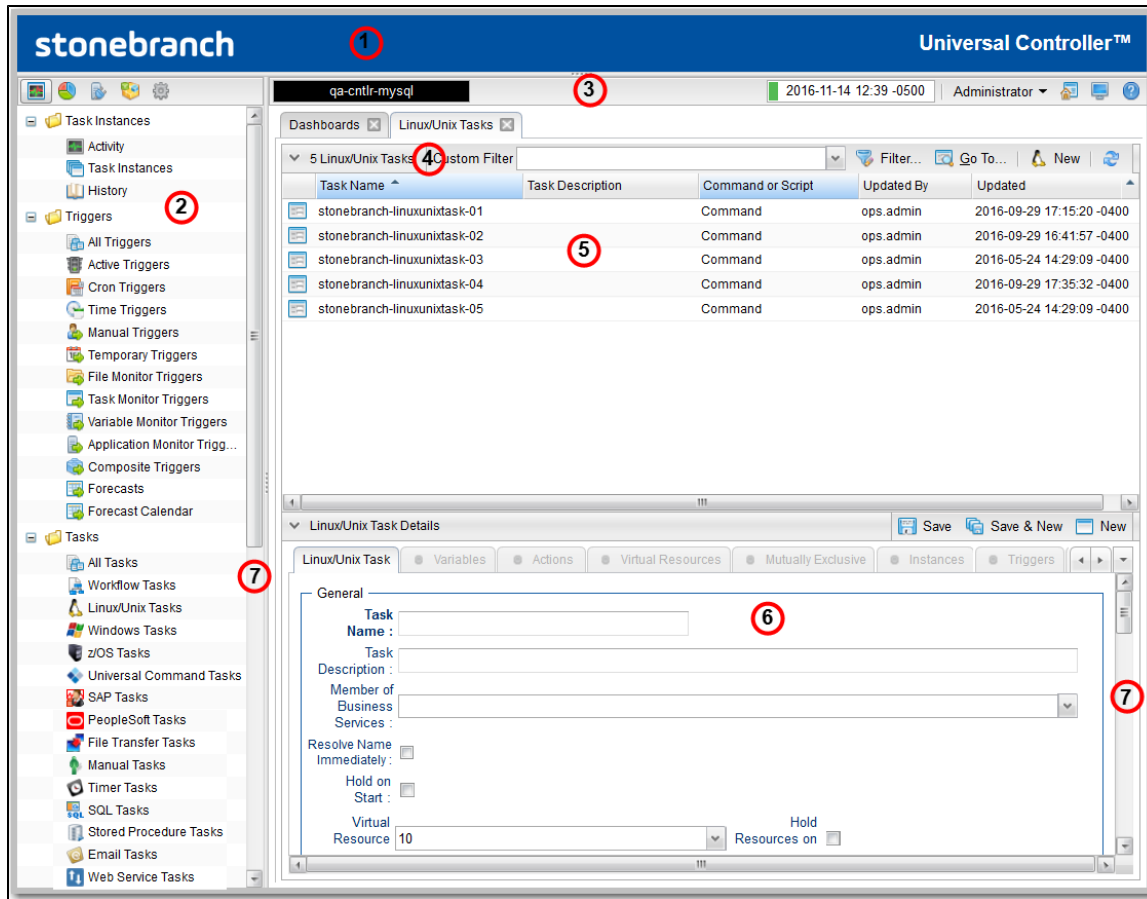 stonebranch 1 Universal Controller™
qa-cntlr-mysql 3 2016-11-14 12:39 -0500 Administrator
Task Instances
Activity
Task Instances
History
2
Triggers
All Triggers
Active Triggers
Cron Triggers
Time Triggers
Manual Triggers
Temporary Triggers
File Monitor Triggers
Task Monitor Triggers
Variable Monitor Triggers
Application Monitor Trigg...
Composite Triggers
Forecasts
Forecast Calendar
Tasks
All Tasks
7
Workflow Tasks
Linux/Unix Tasks
Windows Tasks
z/OS Tasks
Universal Command Tasks
SAP Tasks
PeopleSoft Tasks
File Transfer Tasks
Manual Tasks
Timer Tasks
SQL Tasks
Stored Procedure Tasks
Email Tasks
Web Service Tasks
Dashboards Linux/Unix Tasks
5 Linux/Unix Tasks 4 Custom Filter Filter... Go To... New
Task Name Task Description Command or Script Updated By Updated
stonebranch-linuxunixtask-01 Command ops.admin 2016-09-29 17:15:20 -0400
stonebranch-linuxunixtask-02 Command ops.admin 2016-09-29 16:41:57 -0400
5
stonebranch-linuxunixtask-03 Command ops.admin 2016-05-24 14:29:09 -0400
stonebranch-linuxunixtask-04 Command ops.admin 2016-09-29 17:35:32 -0400
stonebranch-linuxunixtask-05 Command ops.admin 2016-05-24 14:29:09 -0400
Linux/Unix Task Details Save Save & New New
Linux/Unix Task Variables Actions Virtual Resources Mutually Exclusive Instances Triggers
General
Task
Name :
6
Task
Description :
Member of
Business
Services :
7
Resolve Name
Immediately :
Hold on
Start :
Virtual Hold
Resource 10 Resources on